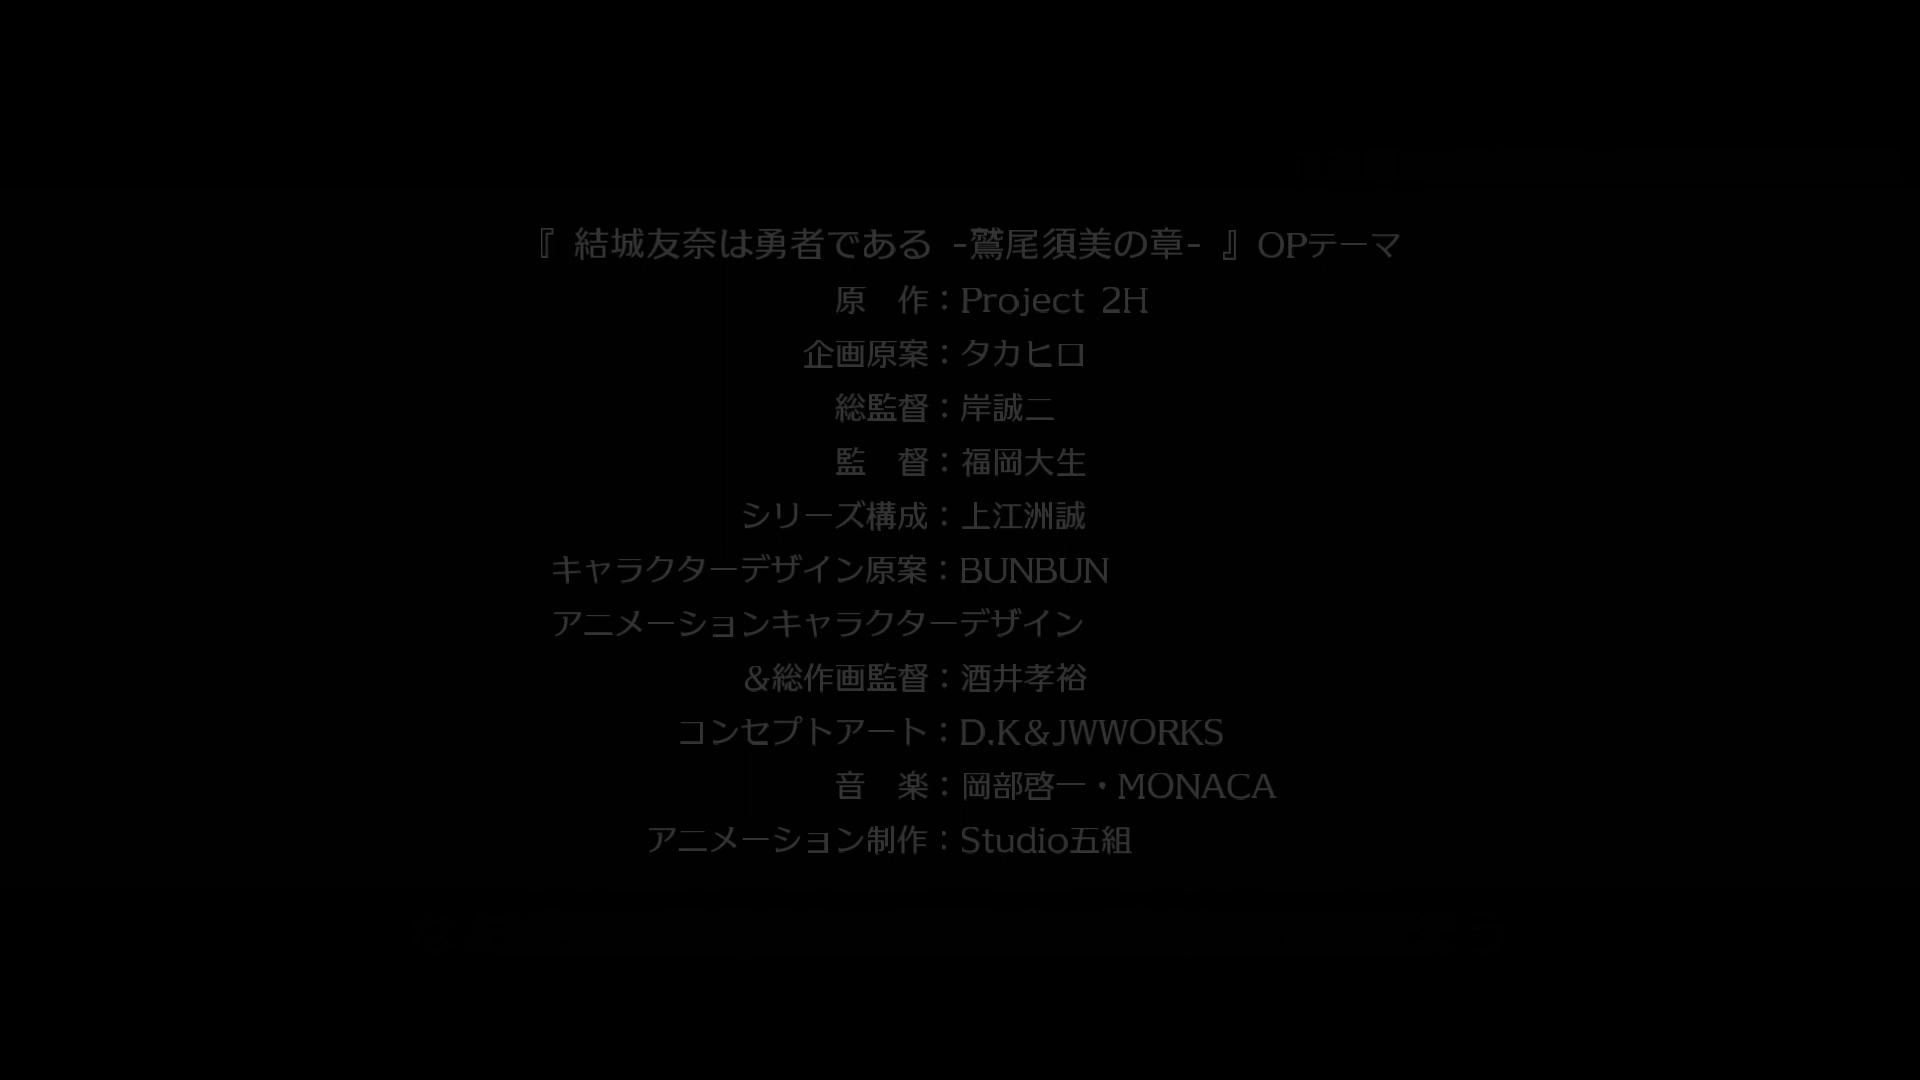 『 結城友奈は勇者である -鷲尾須美の章- 』OPテーマ
原　作：Project 2H
企画原案：タカヒロ
総監督：岸誠二
監　督：福岡大生
シリーズ構成：上江洲誠
キャラクターデザイン原案：BUNBUN
アニメーションキャラクターデザイン
&総作画監督：酒井孝裕
コンセプトアート：D.K&JWWORKS
音　楽：岡部啓一・MONACA
アニメーション制作：Studio五組